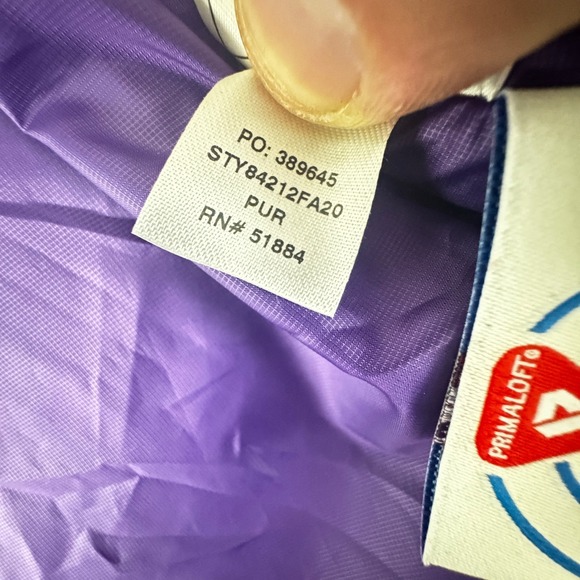 PO: 389645
STY84212FA20
PUR
RN# 51884
PRIMALOFT®